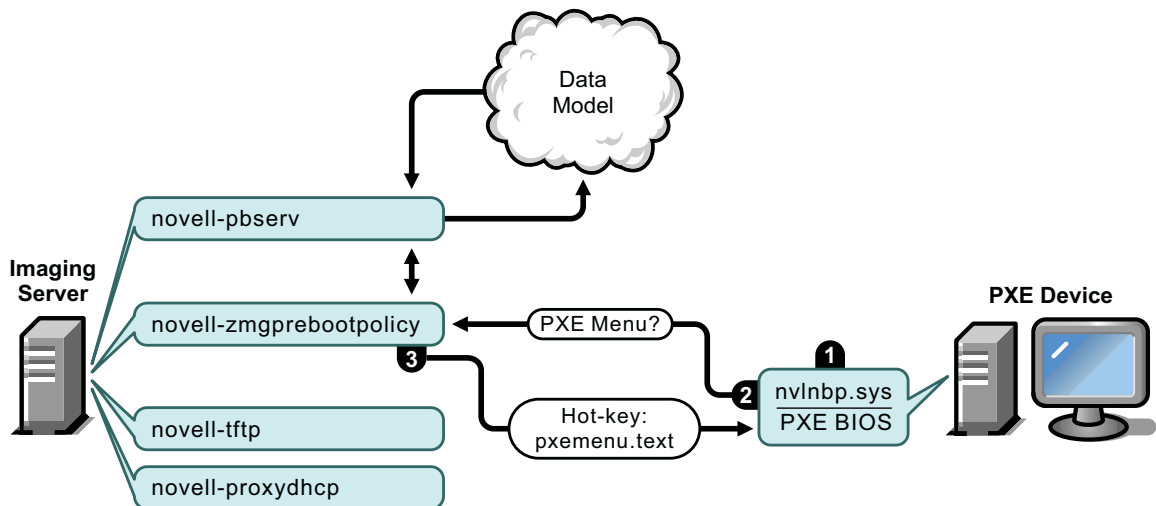 Data
Model
novell-pbserv
Imaging
Server
PXE Device
novell-zmgprebootpolicy
PXE Menu?
3
1
2
nvlnbp.sys
PXE BIOS
Hot-key:
pxemenu.text
novell-tftp
novell-proxydhcp